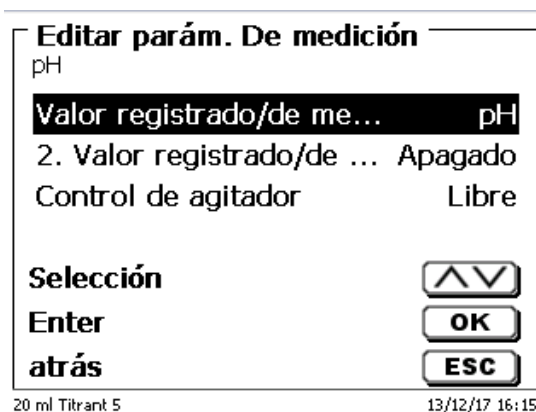 Editar parám. De medición
pH
Valor registrado/de me... pH
2. Valor registrado/de ... Apagado
Control de agitador Libre
Selección
Enter OK
atrás ESC
20 ml Titrant 5 13/12/17 16:15